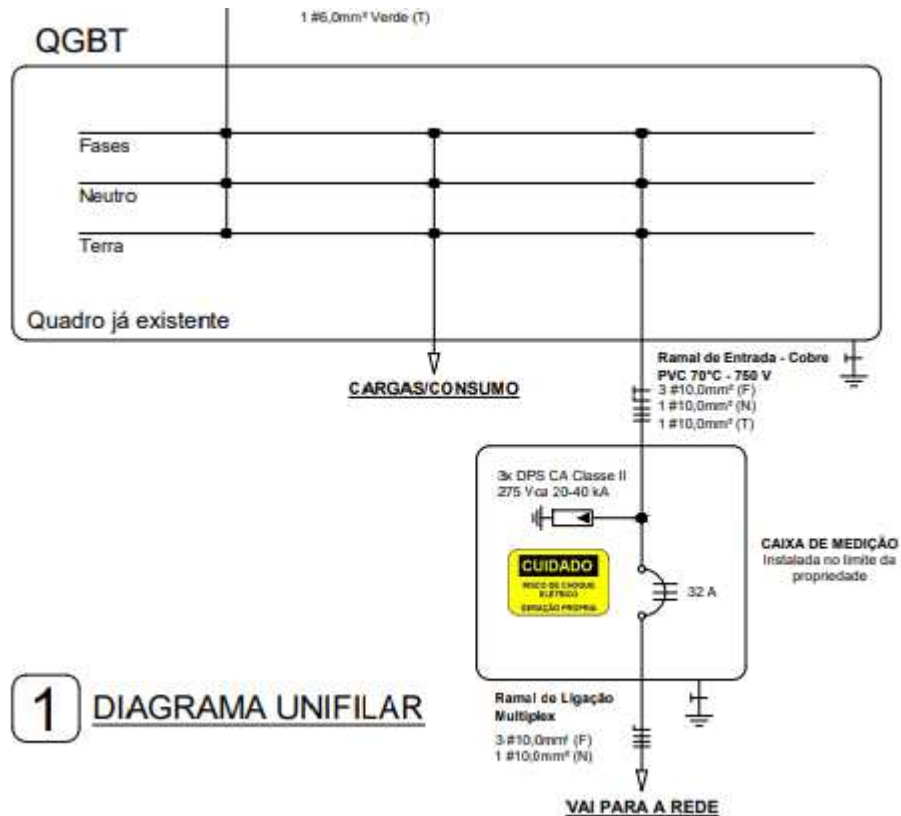 1 #6,0mm² Verde (T)
QGBT
Fases
Neutro
Terra
Quadro já existente
CARGAS/CONSUMO
Ramal de Entrada - Cobre
PVC 70°C - 750 V
3 #10,0mm² (F)
1 #10,0mm² (N)
1 #10,0mm² (T)
3x DPS CA Classe II
275 Vca 20-40 kA
CUIDADO
RISCO DE CHOQUE
ELÉTRICO
GERAÇÃO PRÓPRIA
32 A
CAIXA DE MEDIÇÃO
Instalada no limite da
propriedade
1 DIAGRAMA UNIFILAR
Ramal de Ligação
Multiplex
3 #10,0mm² (F)
1 #10,0mm² (N)
VAI PARA A REDE